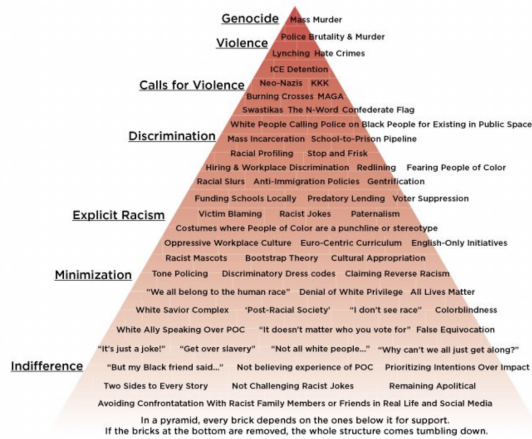 Genocide Mass Murder
Police Brutality & Murder
Violence
Lynching Hate Crimes
ICE Detention
Calls for Violence Neo-Nazis KKK
Burning Crosses MAGA
Swastikas The N-Word Confederate Flag
White People Calling Police on Black People for Existing in Public Space
Discrimination
Mass Incarceration School-to-Prison Pipeline
Racial Profiling Stop and Frisk
Hiring & Workplace Discrimination Redlining Fearing People of Color
Racial Slurs Anti-Immigration Policies Gentrification
Funding Schools Locally Predatory Lending Voter Suppression
Explicit Racism Victim Blaming Racist Jokes Paternalism
Costumes where People of Color are a punchline or stereotype
Oppressive Workplace Culture Euro-Centric Curriculum English-Only Initiatives
Racist Mascots Bootstrap Theory Cultural Appropriation
Minimization Tone Policing Discriminatory Dress codes Claiming Reverse Racism
"We all belong to the human race" Denial of White Privilege All Lives Matter
White Savior Complex 'Post-Racial Society' "I don't see race" Colorblindness
White Ally Speaking Over POC "It doesn't matter who you vote for" False Equivocation
"It's just a joke!" "Get over slavery" "Not all white people..." "Why can't we all just get along?"
Indifference "But my Black friend said..." Not believing experience of POC Prioritizing Intentions Over Impact
Two Sides to Every Story Not Challenging Racist Jokes Remaining Apolitical
Avoiding Confrontatation With Racist Family Members or Friends in Real Life and Social Media
In a pyramid, every brick depends on the ones below it for support.
If the bricks at the bottom are removed, the whole structure comes tumbling down.